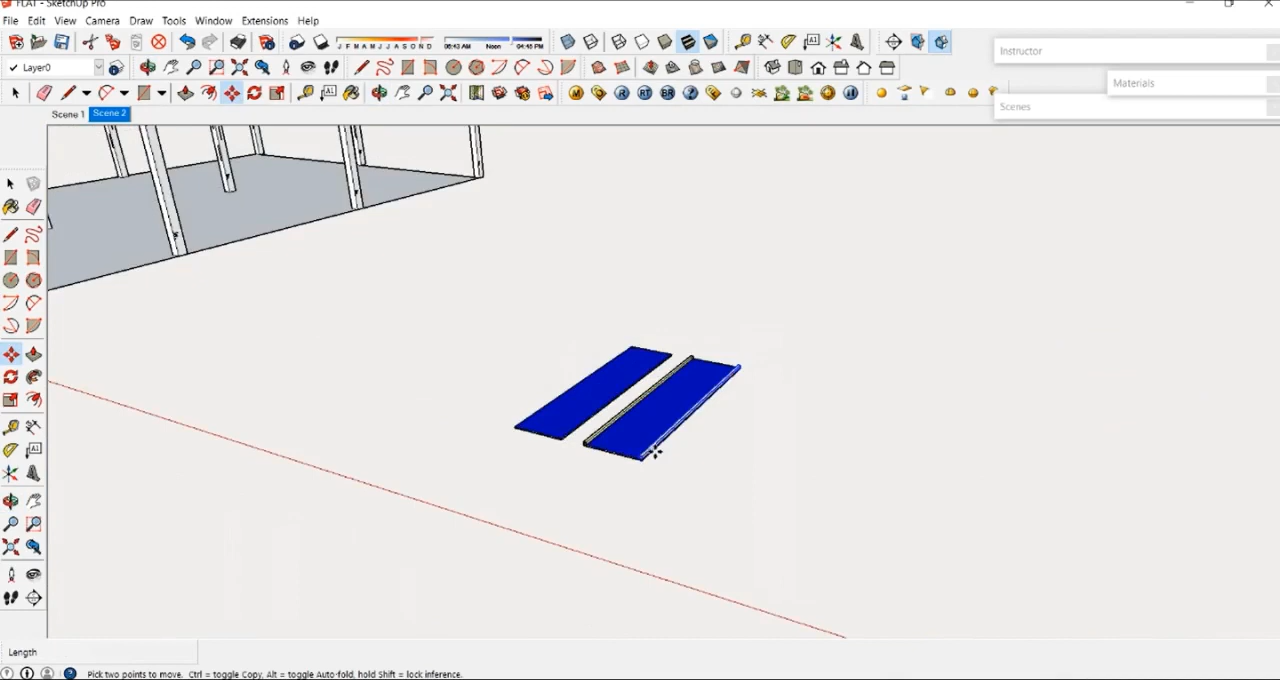 FLAT - SketchUp Pro
File Edit View Camera Draw Tools Window Extensions Help
J F M A M J J A S O N D 06:43 AM Noon 04:45 PM
Instructor
Layer0
Materials
Scenes
Scene 1 Scene 2
Length
Pick two points to move. Ctrl = toggle Copy, Alt = toggle Auto-fold, hold Shift = lock inference.